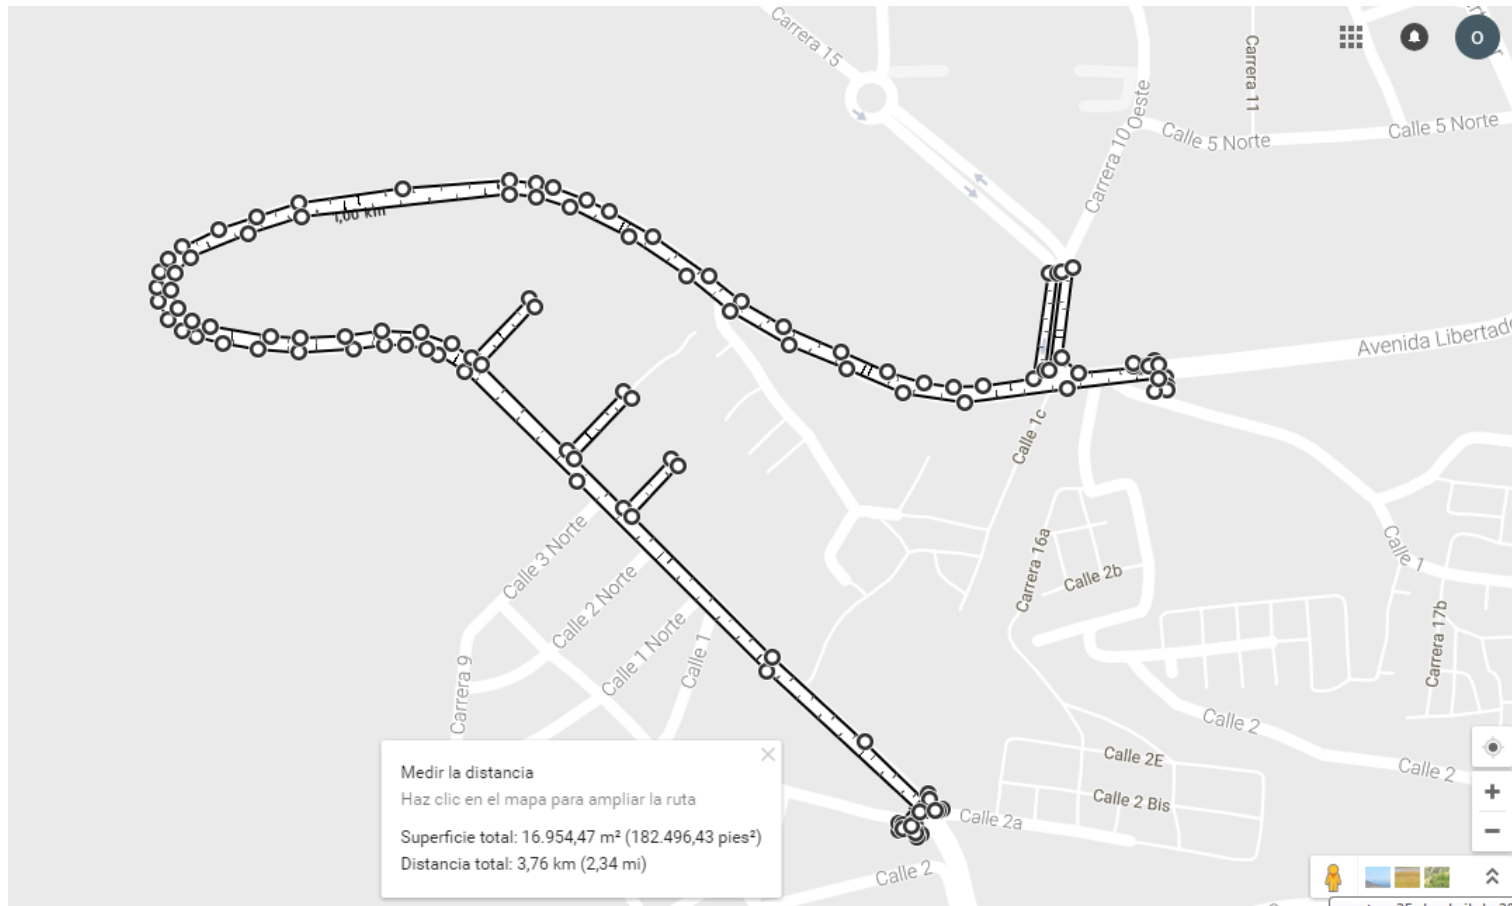 Carrera 15
O
Carrera 11
Carrera 10 Oeste
Calle 5 Norte
Calle 5 Norte
1,00 km
Avenida Libertad
Calle 1c
Carrera 16a
Calle 2b
Calle 1
Carrera 17b
Calle 3 Norte
Calle 2 Norte
Calle 1 Norte
Calle 1
Carrera 9
Calle 2
Calle 2
Calle 2E
Calle 2 Bis
Calle 2a
Calle 2
Medir la distancia
Haz clic en el mapa para ampliar la ruta
Superficie total: 16.954,47 m² (182.496,43 pies²)
Distancia total: 3,76 km (2,34 mi)